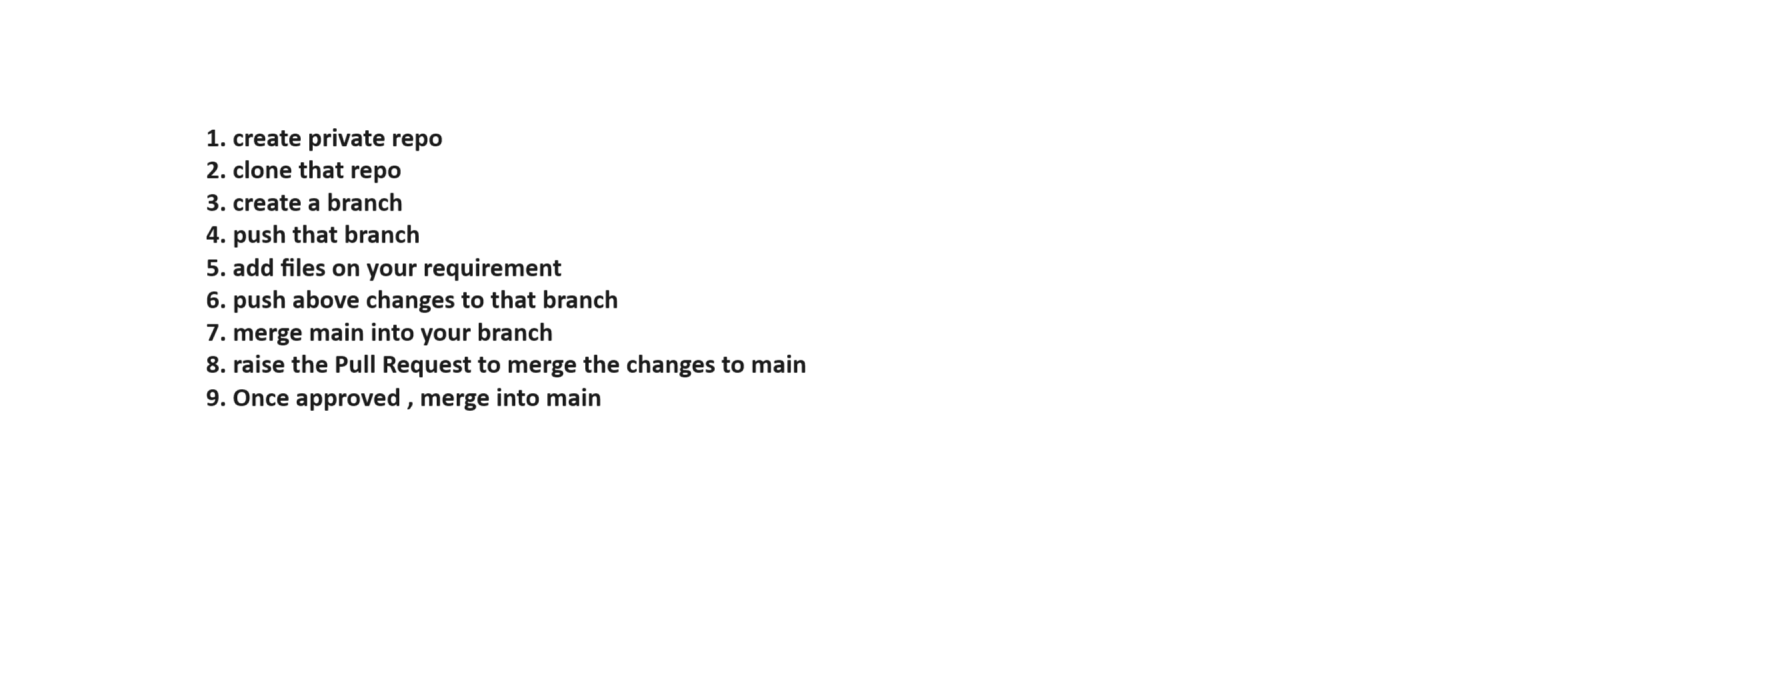 1. create private repo
2. clone that repo
3. create a branch
4. push that branch
5. add files on your requirement
6. push above changes to that branch
7. merge main into your branch
8. raise the Pull Request to merge the changes to main
9. Once approved , merge into main